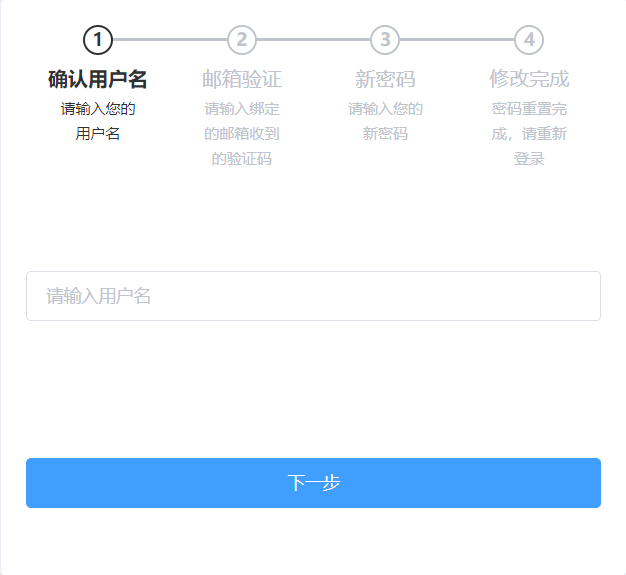 1 2 3 4
确认用户名 邮箱验证 新密码 修改完成
请输入您的 请输入绑定 请输入您的 密码重置完
用户名 的邮箱收到 新密码 成，请重新
的验证码 登录
请输入用户名
下一步